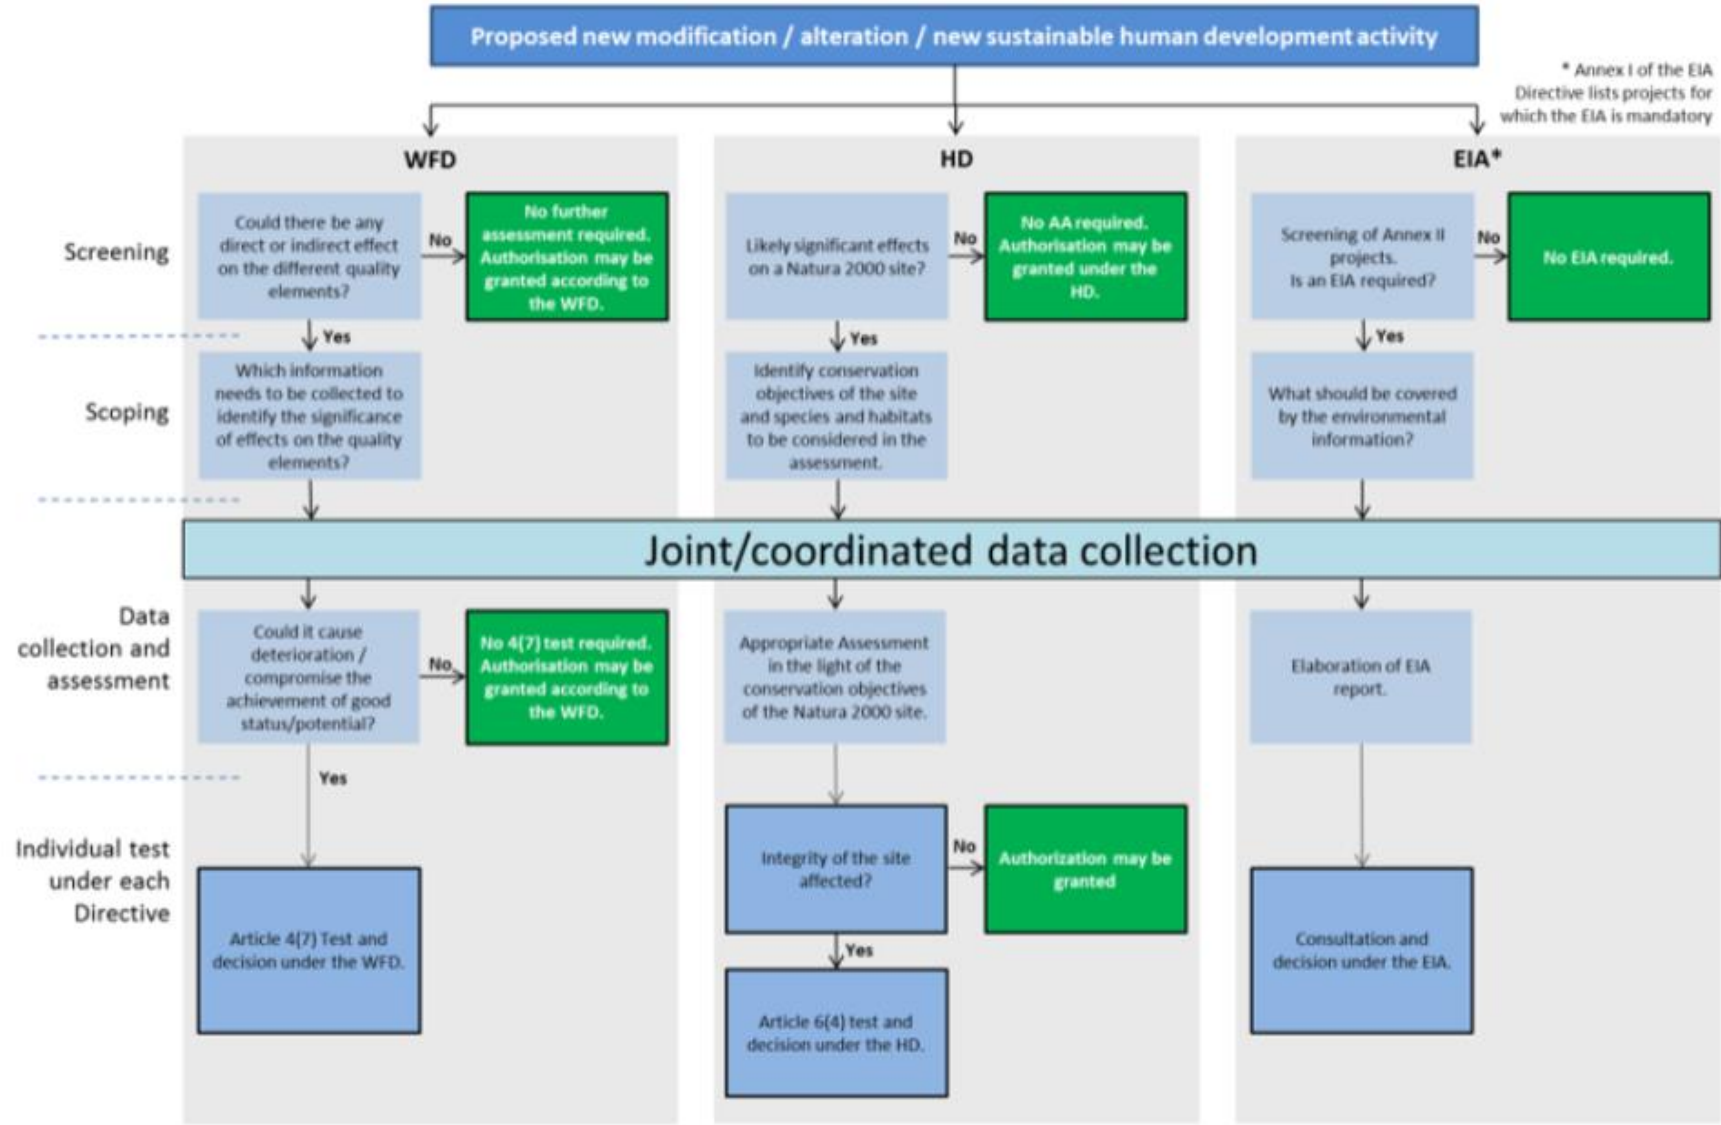 Proposed new modification / alteration / new sustainable human development activity
* Annex I of the EIA
Directive lists projects for
which the EIA is mandatory
WFD
HD
EIA*
Screening
Could there be any
direct or indirect effect
on the different quality
elements?
No
No further
assessment required.
Authorisation may be
granted according to
the WFD.
Likely significant effects
on a Natura 2000 site?
No
No AA required.
Authorisation may be
granted under the
HD.
Screening of Annex II
projects.
Is an EIA required?
No
No EIA required.
Yes
Yes
Yes
Scoping
Which information
needs to be collected to
identify the significance
of effects on the quality
elements?
Identify conservation
objectives of the site
and species and habitats
to be considered in the
assessment.
What should be covered
by the environmental
information?
Joint/coordinated data collection
Data
collection and
assessment
Could it cause
deterioration /
compromise the
achievement of good
status/potential?
No
No 4(7) test required.
Authorisation may be
granted according to
the WFD.
Appropriate Assessment
in the light of the
conservation objectives
of the Natura 2000 site.
Elaboration of EIA
report.
Yes
Individual test
under each
Directive
Article 4(7) Test and
decision under the WFD.
Integrity of the site
affected?
No
Authorization may be
granted
Yes
Article 6(4) test and
decision under the HD.
Consultation and
decision under the EIA.